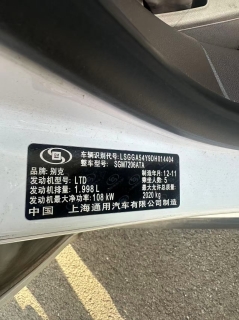 车辆识别代号: LSGGA54Y9DH014404
整车型号: SGM7206ATA
品牌: 别克
发动机型号: LTD
制造年月: 12-11
发动机排量: 1.998L
乘坐人数: 5
最大允许总质量:
发动机最大净功率: 108 kW
2020 kg
中国 上海通用汽车有限公司制造